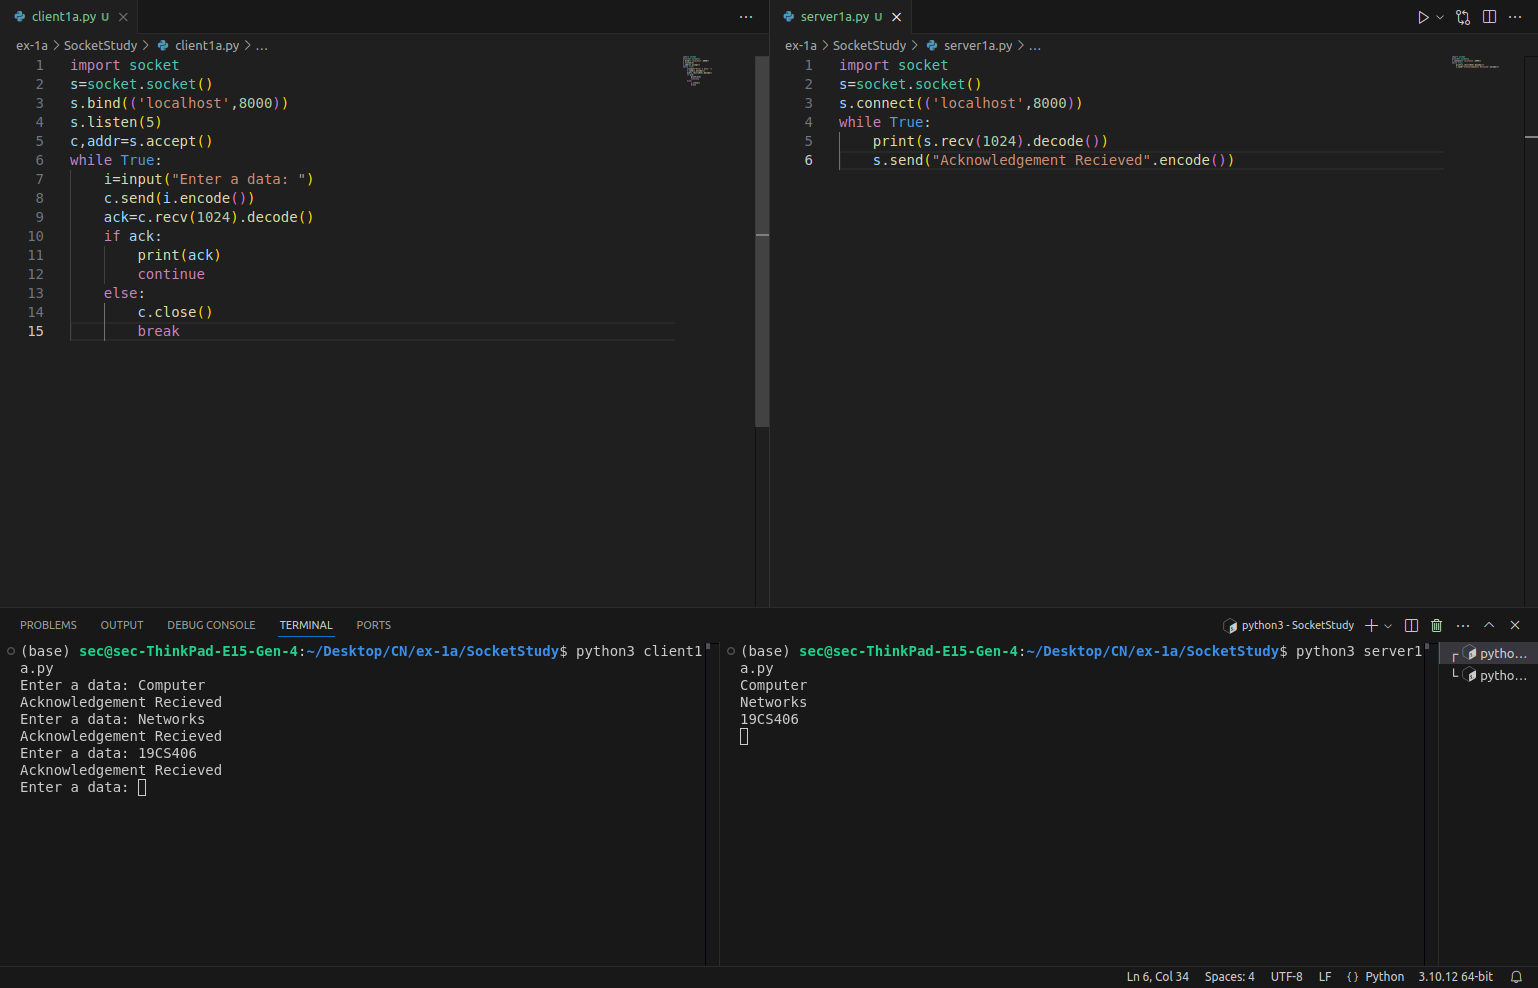 client1a.py U
ex-1a > SocketStudy > client1a.py > ...
1 import socket
2 s=socket.socket()
3 s.bind(('localhost',8000))
4 s.listen(5)
5 c,addr=s.accept()
6 while True:
7     i=input("Enter a data: ")
8     c.send(i.encode())
9     ack=c.recv(1024).decode()
10     if ack:
11         print(ack)
12         continue
13     else:
14         c.close()
15         break
server1a.py U
ex-1a > SocketStudy > server1a.py > ...
1 import socket
2 s=socket.socket()
3 s.connect(('localhost',8000))
4 while True:
5     print(s.recv(1024).decode())
6     s.send("Acknowledgement Recieved".encode())
PROBLEMS OUTPUT DEBUG CONSOLE TERMINAL PORTS
python3 - SocketStudy
(base) sec@sec-ThinkPad-E15-Gen-4:~/Desktop/CN/ex-1a/SocketStudy$ python3 client1
a.py
Enter a data: Computer
Acknowledgement Recieved
Enter a data: Networks
Acknowledgement Recieved
Enter a data: 19CS406
Acknowledgement Recieved
Enter a data:
(base) sec@sec-ThinkPad-E15-Gen-4:~/Desktop/CN/ex-1a/SocketStudy$ python3 server1
a.py
Computer
Networks
19CS406
pytho...
pytho...
Ln 6, Col 34 Spaces: 4 UTF-8 LF {} Python 3.10.12 64-bit